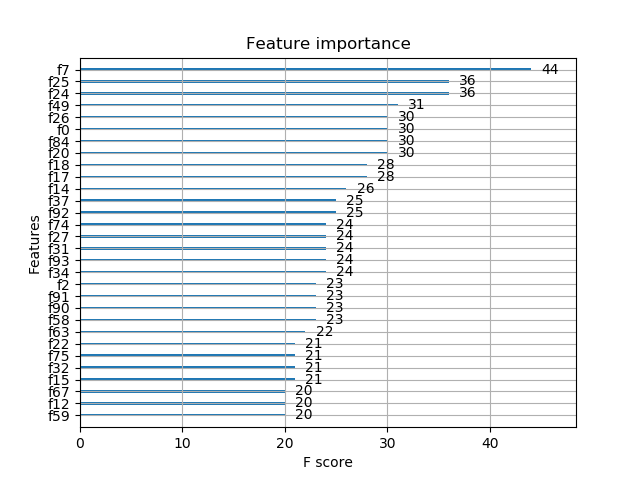 Feature importance
f7 44
f25 36
f24 36
f49 31
f26 30
f0 30
f84 30
f20 30
f18 28
f17 28
f14 26
f37 25
f92 25
f74 24
f27 24
f31 24
f93 24
f34 24
f2 23
f91 23
f90 23
f58 23
f63 22
f22 21
f75 21
f32 21
f15 21
f67 20
f12 20
f59 20
Features
0 10 20 30 40
F score